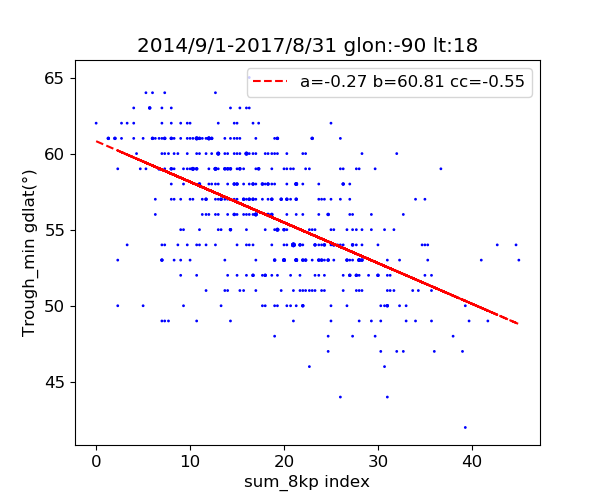 2014/9/1-2017/8/31 glon:-90 lt:18
a=-0.27 b=60.81 cc=-0.55
Trough_min gdlat(°)
65
60
55
50
45
0 10 20 30 40
sum_8kp index